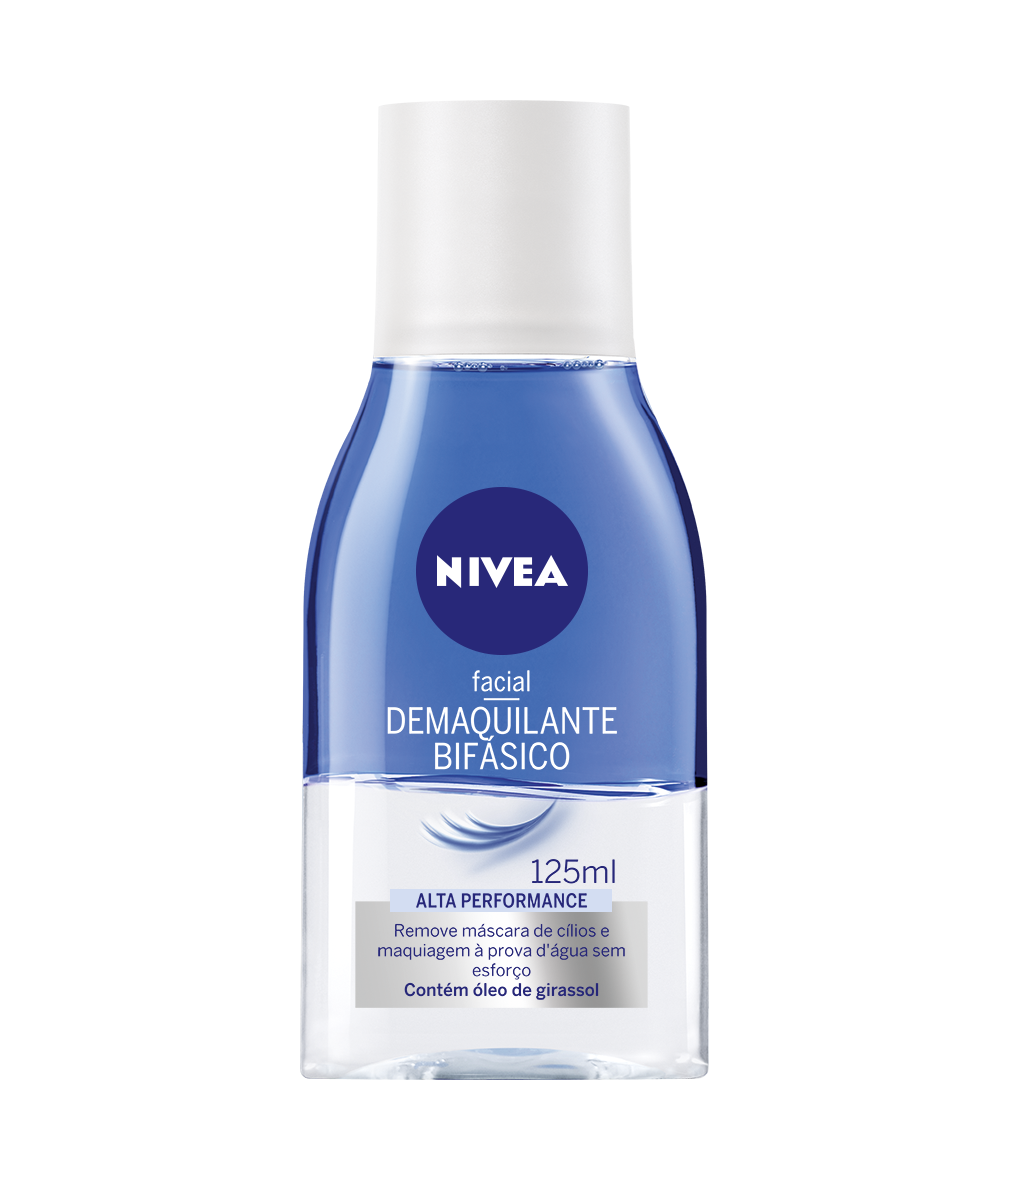 NIVEA
facial
DEMAQUILANTE
BIFÁSICO
125ml
ALTA PERFORMANCE
Remove máscara de cílios e
maquiagem à prova d'água sem
esforço
Contém óleo de girassol